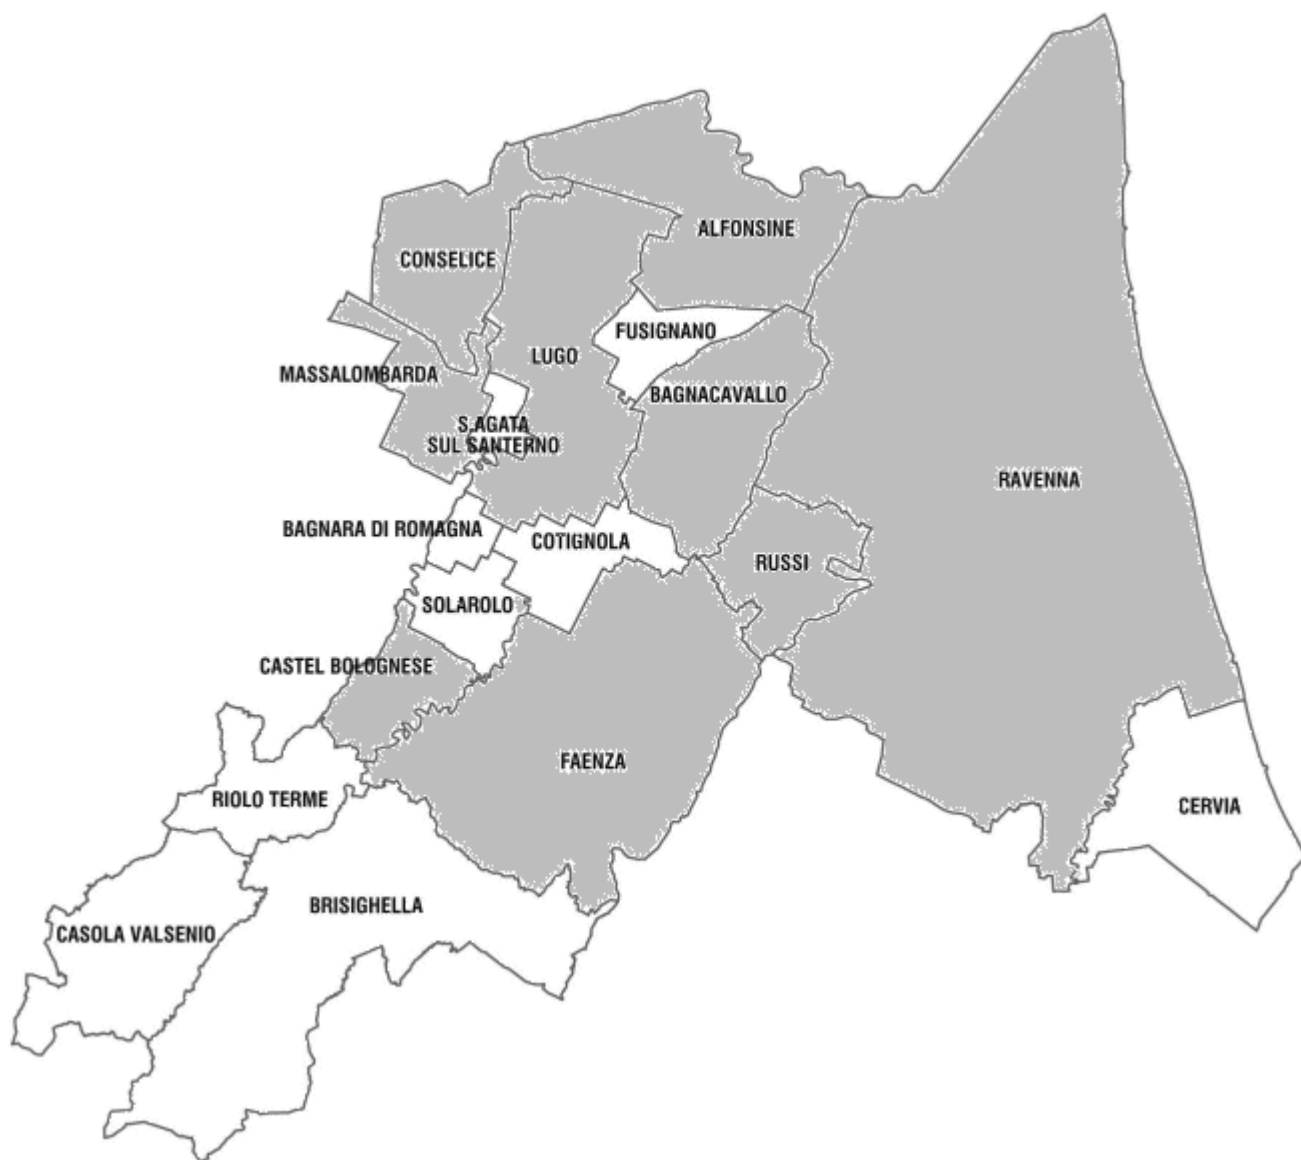 ALFONSINE
CONSELICE
FUSIGNANO
LUGO
MASSALOMBARDA
BAGNACAVALLO
S.AGATA
SUL SANTERNO
RAVENNA
BAGNARA DI ROMAGNA
COTIGNOLA
RUSSI
SOLAROLO
CASTEL BOLOGNESE
FAENZA
RIOLO TERME
CERVIA
BRISIGHELLA
CASOLA VALSENIO